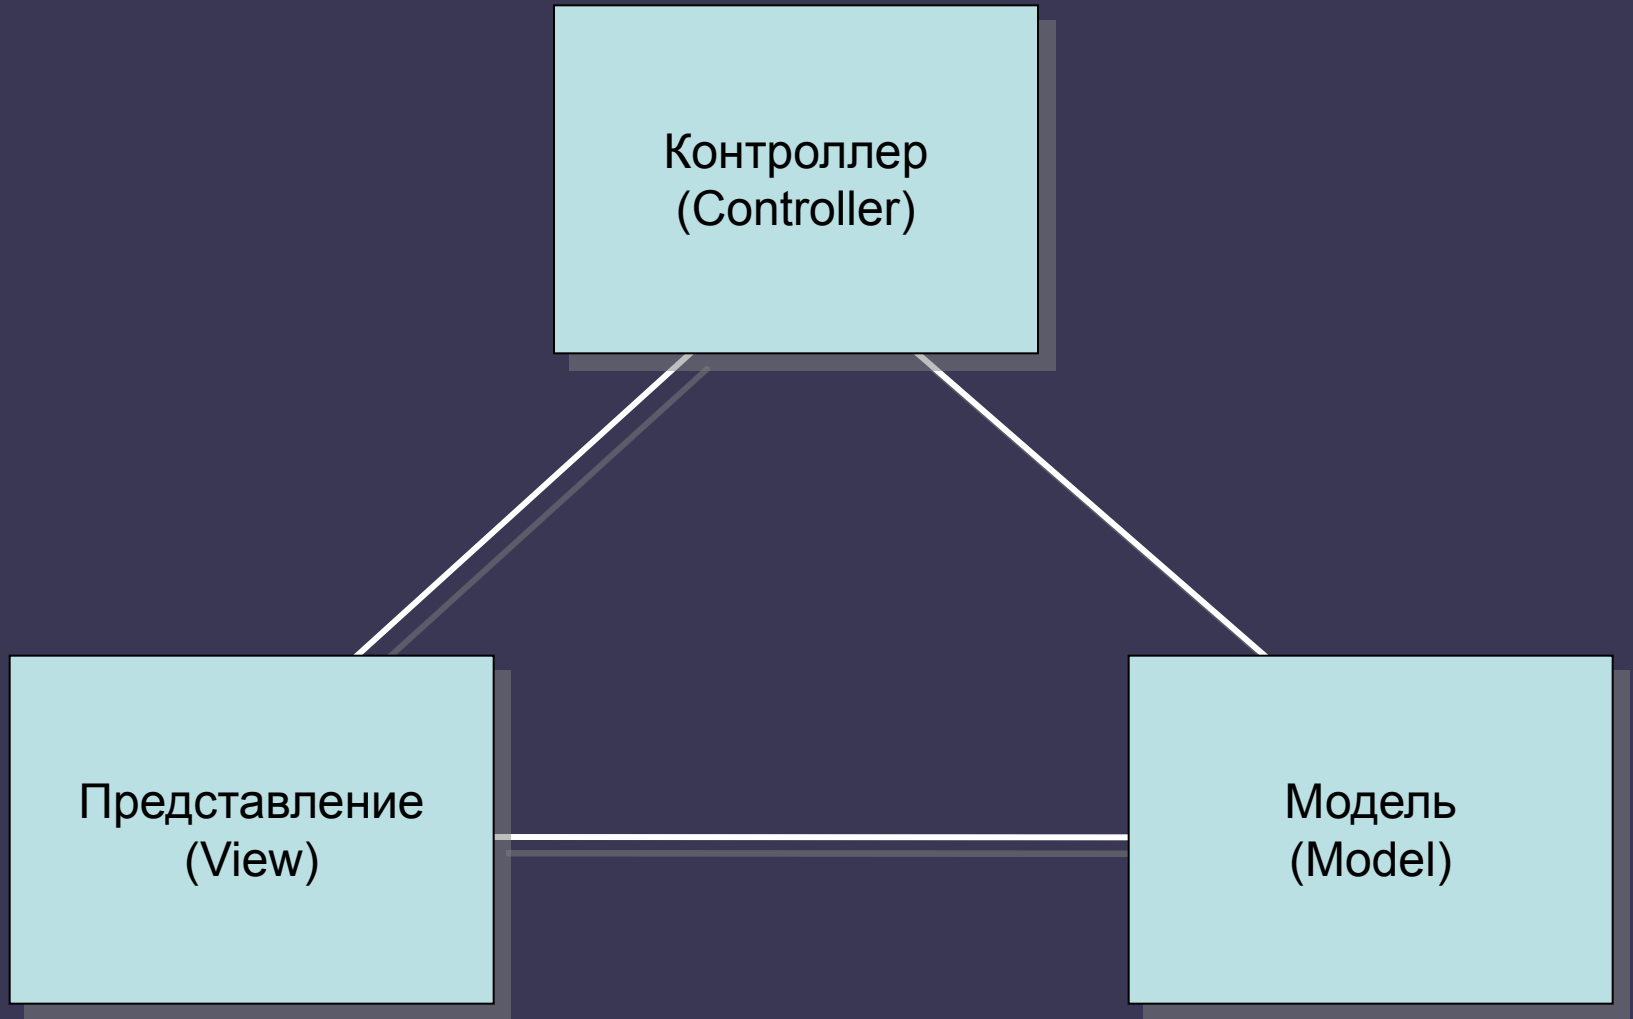 Контроллер
(Controller)
Представление
(View)
Модель
(Model)